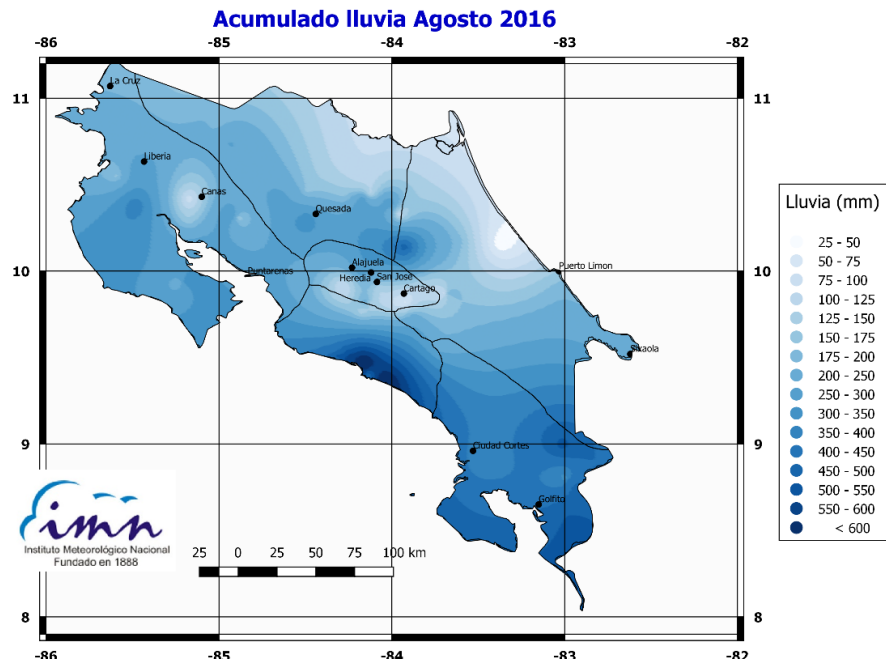 Acumulado lluvia Agosto 2016
-86 -85 -84 -83 -82
11 11
La Cruz
Liberia
Canas
Quesada
10 10
Puntarenas
Alajuela
Heredia
San José
Cartago
Puerto Limon
Sixaola
9 9
Ciudad Cortes
Golfito
8 8
imn
Instituto Meteorológico Nacional
Fundado en 1888
25 0 25 50 75 100 km
-86 -85 -84 -83 -82
Lluvia (mm)
25 - 50
50 - 75
75 - 100
100 - 125
125 - 150
150 - 175
175 - 200
200 - 250
250 - 300
300 - 350
350 - 400
400 - 450
450 - 500
500 - 550
550 - 600
< 600